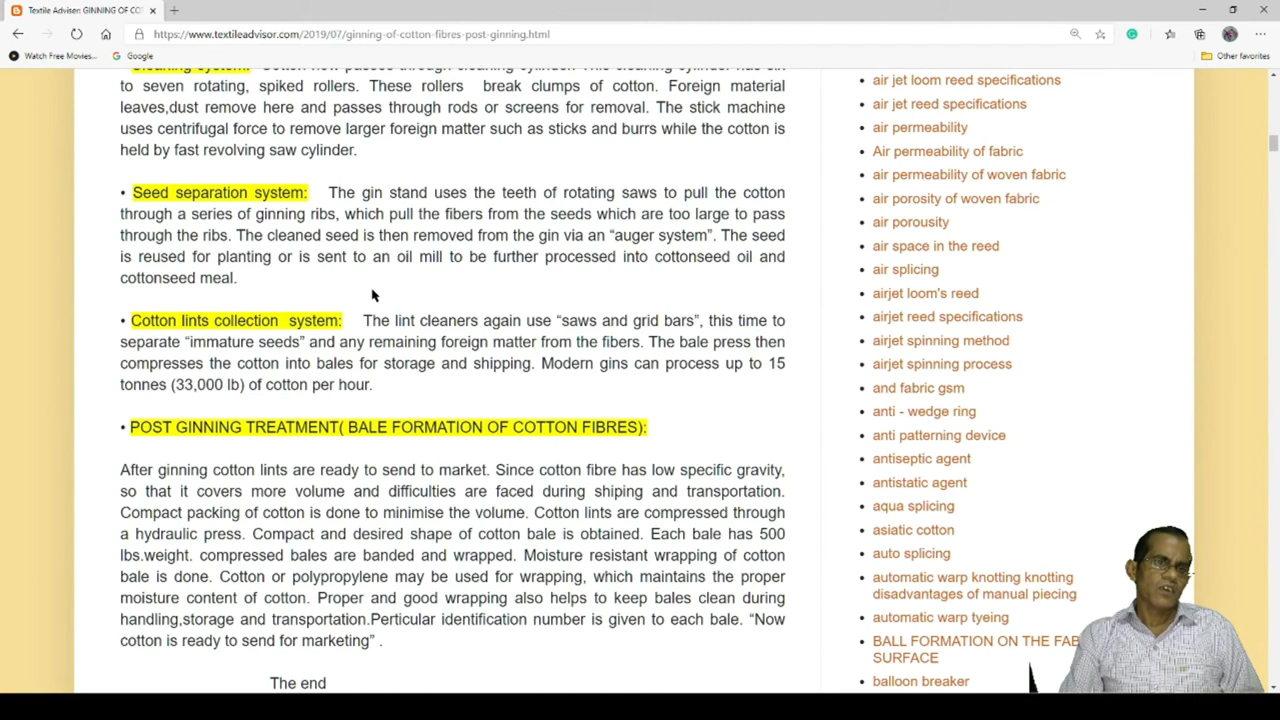 Textile Adviser: GINNING OF COT
https://www.textileadvisor.com/2019/07/ginning-of-cotton-fibres-post-ginning.html
Watch Free Movies...
Google
Other favorites
to seven rotating, spiked rollers. These rollers break clumps of cotton. Foreign material
leaves,dust remove here and passes through rods or screens for removal. The stick machine
uses centrifugal force to remove larger foreign matter such as sticks and burrs while the cotton is
held by fast revolving saw cylinder.
• Seed separation system: The gin stand uses the teeth of rotating saws to pull the cotton
through a series of ginning ribs, which pull the fibers from the seeds which are too large to pass
through the ribs. The cleaned seed is then removed from the gin via an “auger system”. The seed
is reused for planting or is sent to an oil mill to be further processed into cottonseed oil and
cottonseed meal.
• Cotton lints collection system: The lint cleaners again use “saws and grid bars”, this time to
separate “immature seeds” and any remaining foreign matter from the fibers. The bale press then
compresses the cotton into bales for storage and shipping. Modern gins can process up to 15
tonnes (33,000 lb) of cotton per hour.
• POST GINNING TREATMENT( BALE FORMATION OF COTTON FIBRES):
After ginning cotton lints are ready to send to market. Since cotton fibre has low specific gravity,
so that it covers more volume and difficulties are faced during shiping and transportation.
Compact packing of cotton is done to minimise the volume. Cotton lints are compressed through
a hydraulic press. Compact and desired shape of cotton bale is obtained. Each bale has 500
lbs.weight. compressed bales are banded and wrapped. Moisture resistant wrapping of cotton
bale is done. Cotton or polypropylene may be used for wrapping, which maintains the proper
moisture content of cotton. Proper and good wrapping also helps to keep bales clean during
handling,storage and transportation.Perticular identification number is given to each bale. “Now
cotton is ready to send for marketing” .
The end
• air jet loom reed specifications
• air jet reed specifications
• air permeability
• Air permeability of fabric
• air permeability of woven fabric
• air porosity of woven fabric
• air porousity
• air space in the reed
• air splicing
• airjet loom's reed
• airjet reed specifications
• airjet spinning method
• airjet spinning process
• and fabric gsm
• anti - wedge ring
• anti patterning device
• antiseptic agent
• antistatic agent
• aqua splicing
• asiatic cotton
• auto splicing
• automatic warp knotting knotting
disadvantages of manual piecing
• automatic warp tyeing
• BALL FORMATION ON THE FAB
SURFACE
• balloon breaker